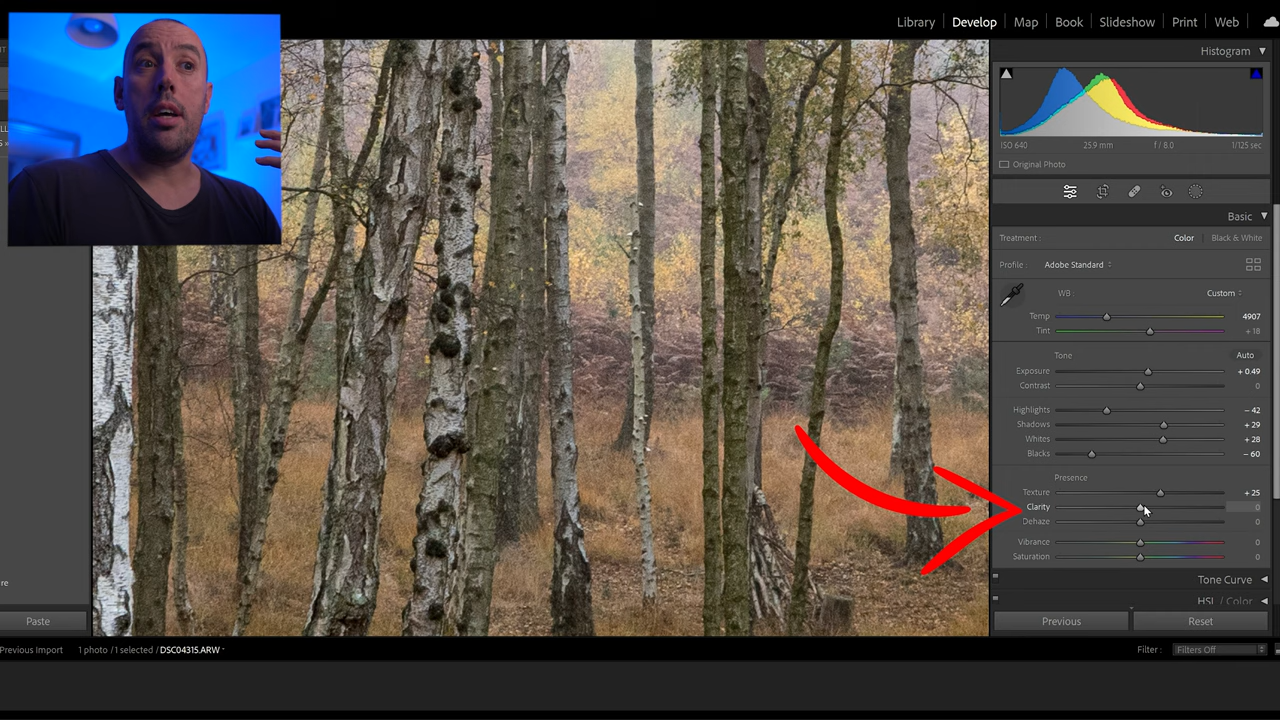 Library | Develop | Map | Book | Slideshow | Print | Web
Histogram
ISO 640 25.9 mm f / 8.0 1/125 sec
Original Photo
Basic
Treatment : Color | Black & White
Profile : Adobe Standard
WB : Custom
Temp 4907
Tint + 18
Tone Auto
Exposure + 0.49
Contrast 0
Highlights – 42
Shadows + 29
Whites + 28
Blacks – 60
Presence
Texture + 25
Clarity 0
Dehaze 0
Vibrance 0
Saturation 0
Tone Curve
HSL / Color
re
Paste
Previous Reset
Previous Import 1 photo / 1 selected / DSC04315.ARW
Filter : Filters Off